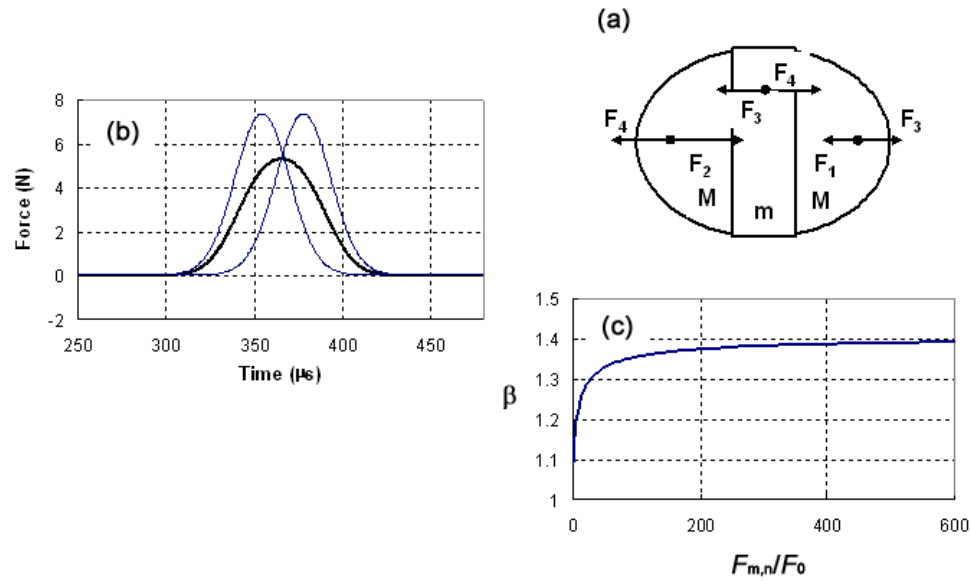 (a)
F4
F4
F3
F3
F2
F1
M
m
M
(b)
8
6
4
2
0
-2
Force (N)
250
300
350
400
450
Time (μs)
(c)
1.5
1.4
1.3
1.2
1.1
1
β
0
200
400
600
Fm,n/F0